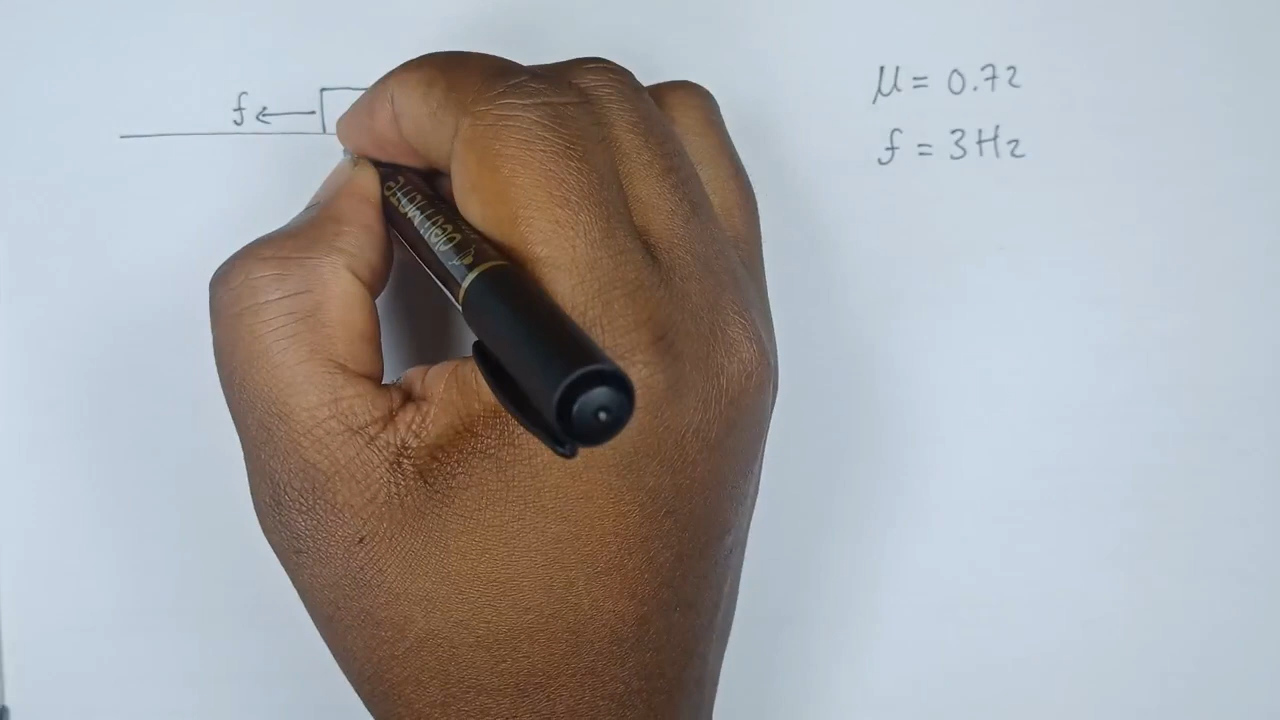 f
μ = 0.72
f = 3Hz